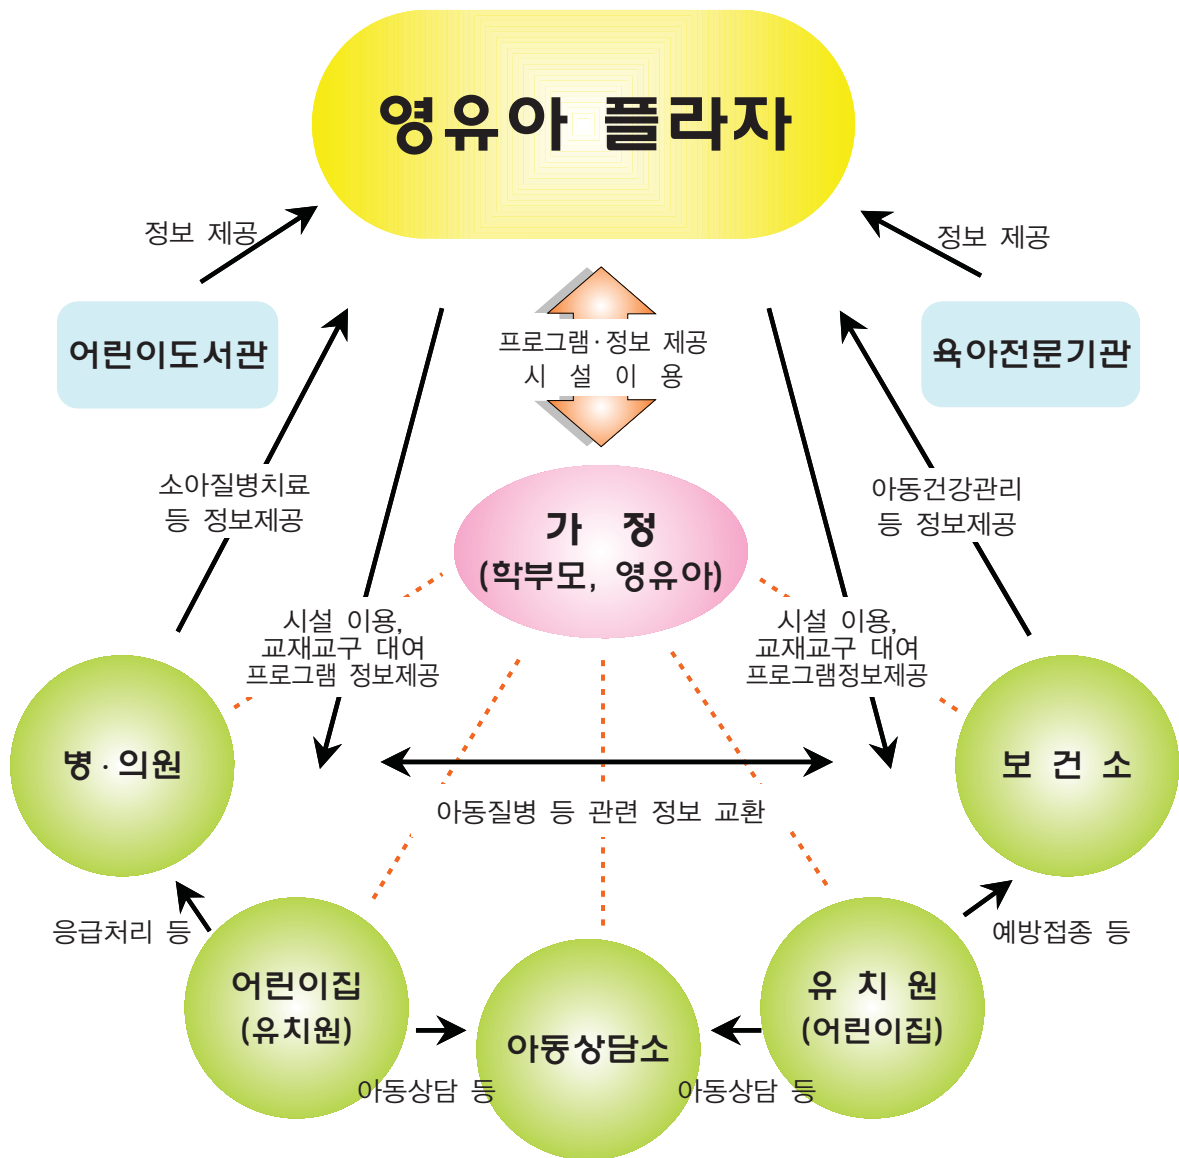 영유아 플라자
정보 제공
정보 제공
어린이도서관
프로그램·정보 제공
시 설 이 용
육아전문기관
소아질병치료
등 정보제공
아동건강관리
등 정보제공
가 정
(학부모, 영유아)
시설 이용,
교재교구 대여
프로그램 정보제공
시설 이용,
교재교구 대여
프로그램정보제공
병·의원
보 건 소
아동질병 등 관련 정보 교환
응급처리 등
예방접종 등
어린이집
(유치원)
아동상담소
유 치 원
(어린이집)
아동상담 등
아동상담 등